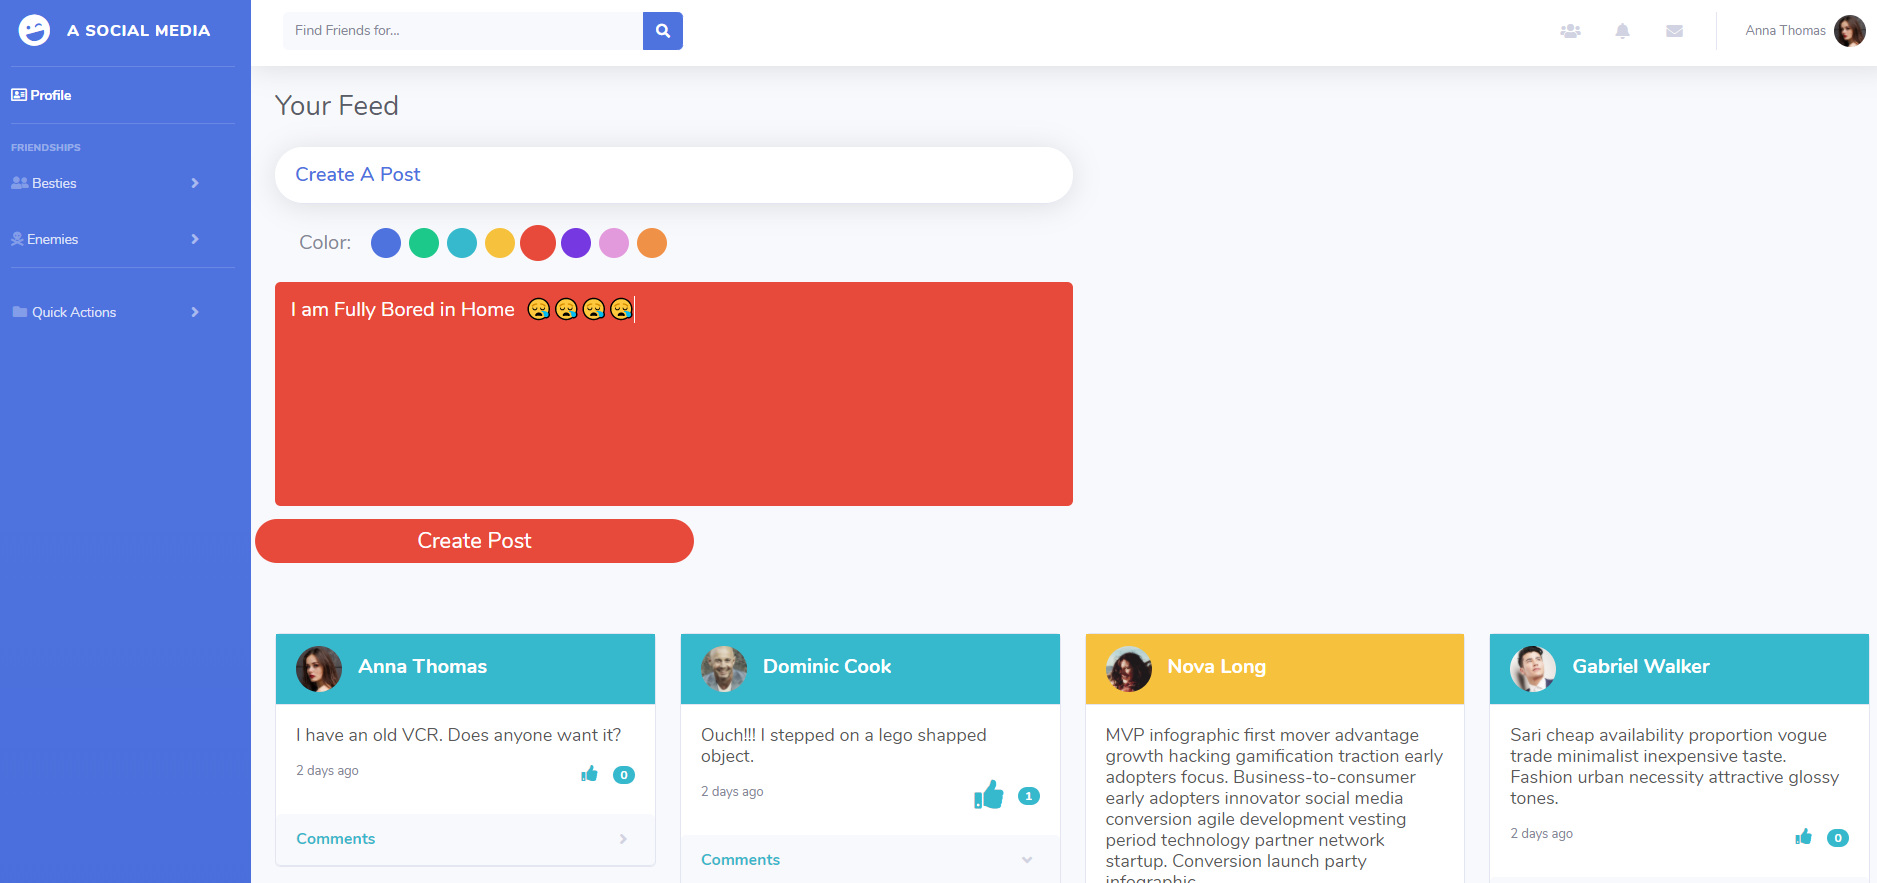 A SOCIAL MEDIA
Find Friends for...
Anna Thomas
Profile
FRIENDSHIPS
Besties
Enemies
Quick Actions
Your Feed
Create A Post
Color:
I am Fully Bored in Home 😪😪😪😪
Create Post
Anna Thomas
I have an old VCR. Does anyone want it?
2 days ago
0
Comments
Dominic Cook
Ouch!!! I stepped on a lego shapped
object.
2 days ago
1
Comments
Nova Long
MVP infographic first mover advantage
growth hacking gamification traction early
adopters focus. Business-to-consumer
early adopters innovator social media
conversion agile development vesting
period technology partner network
startup. Conversion launch party
infographic
Gabriel Walker
Sari cheap availability proportion vogue
trade minimalist inexpensive taste.
Fashion urban necessity attractive glossy
tones.
2 days ago
0